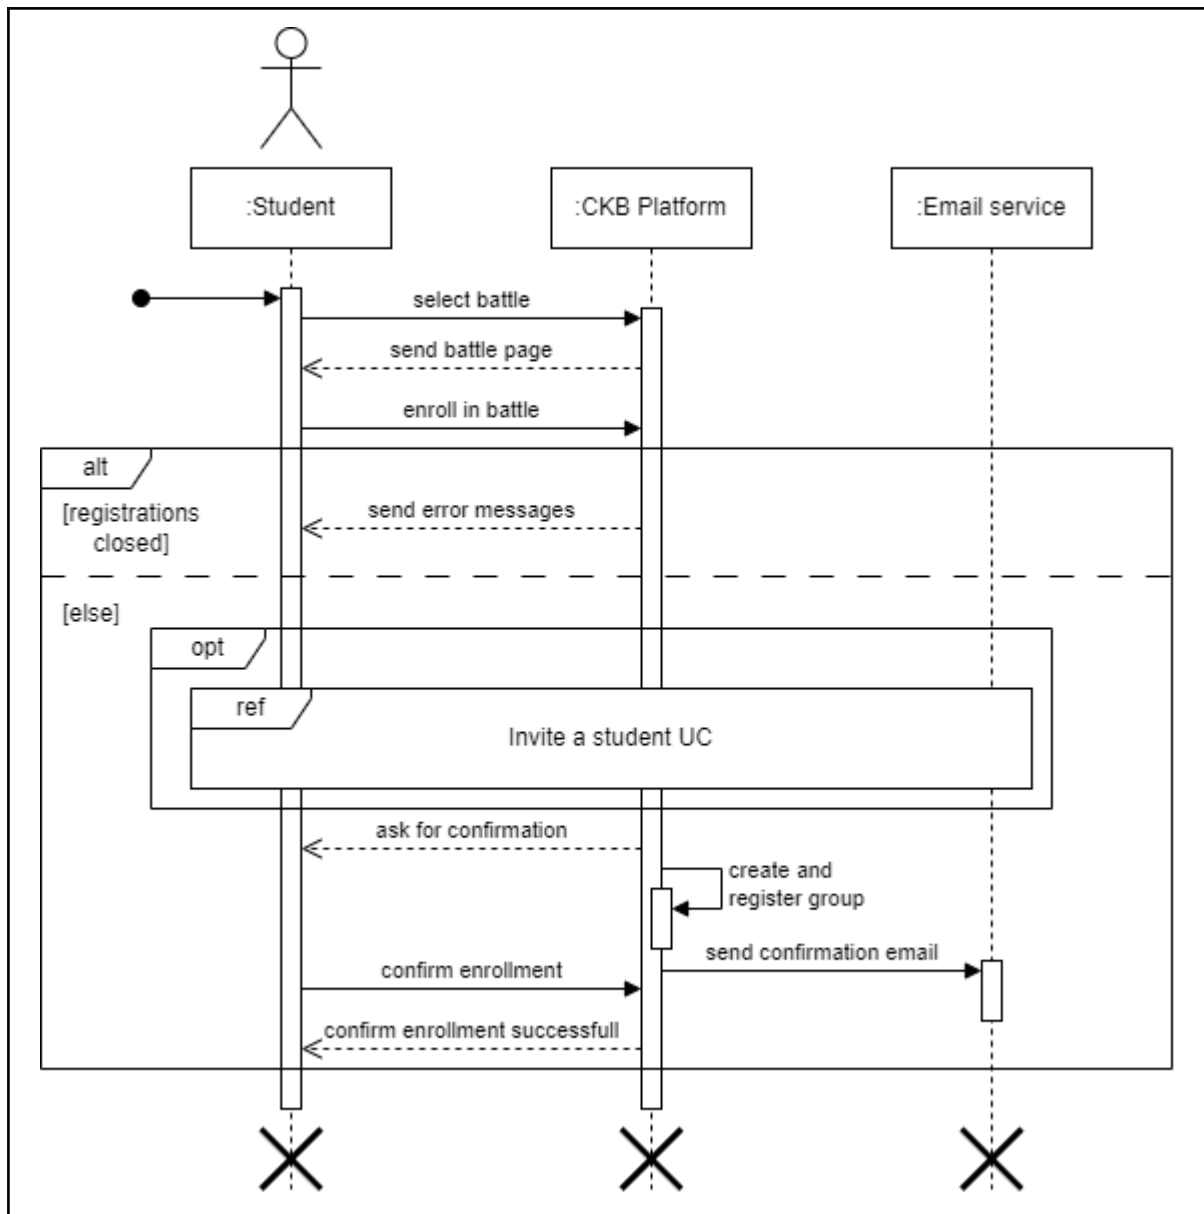 :Student
:CKB Platform
:Email service
select battle
send battle page
enroll in battle
alt
[registrations
closed]
send error messages
[else]
opt
ref
Invite a student UC
ask for confirmation
create and
register group
send confirmation email
confirm enrollment
confirm enrollment successfull